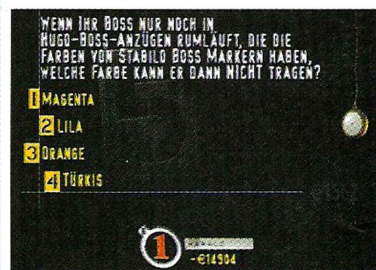 Wenn Ihr Boss nur noch in
Hugo-Boss-Anzügen rumläuft, die die
Farben von Stabilo Boss Markern haben,
welche Farbe kann er dann NICHT tragen?
1 Magenta
2 Lila
3 Orange
4 Türkis
1
-€14904